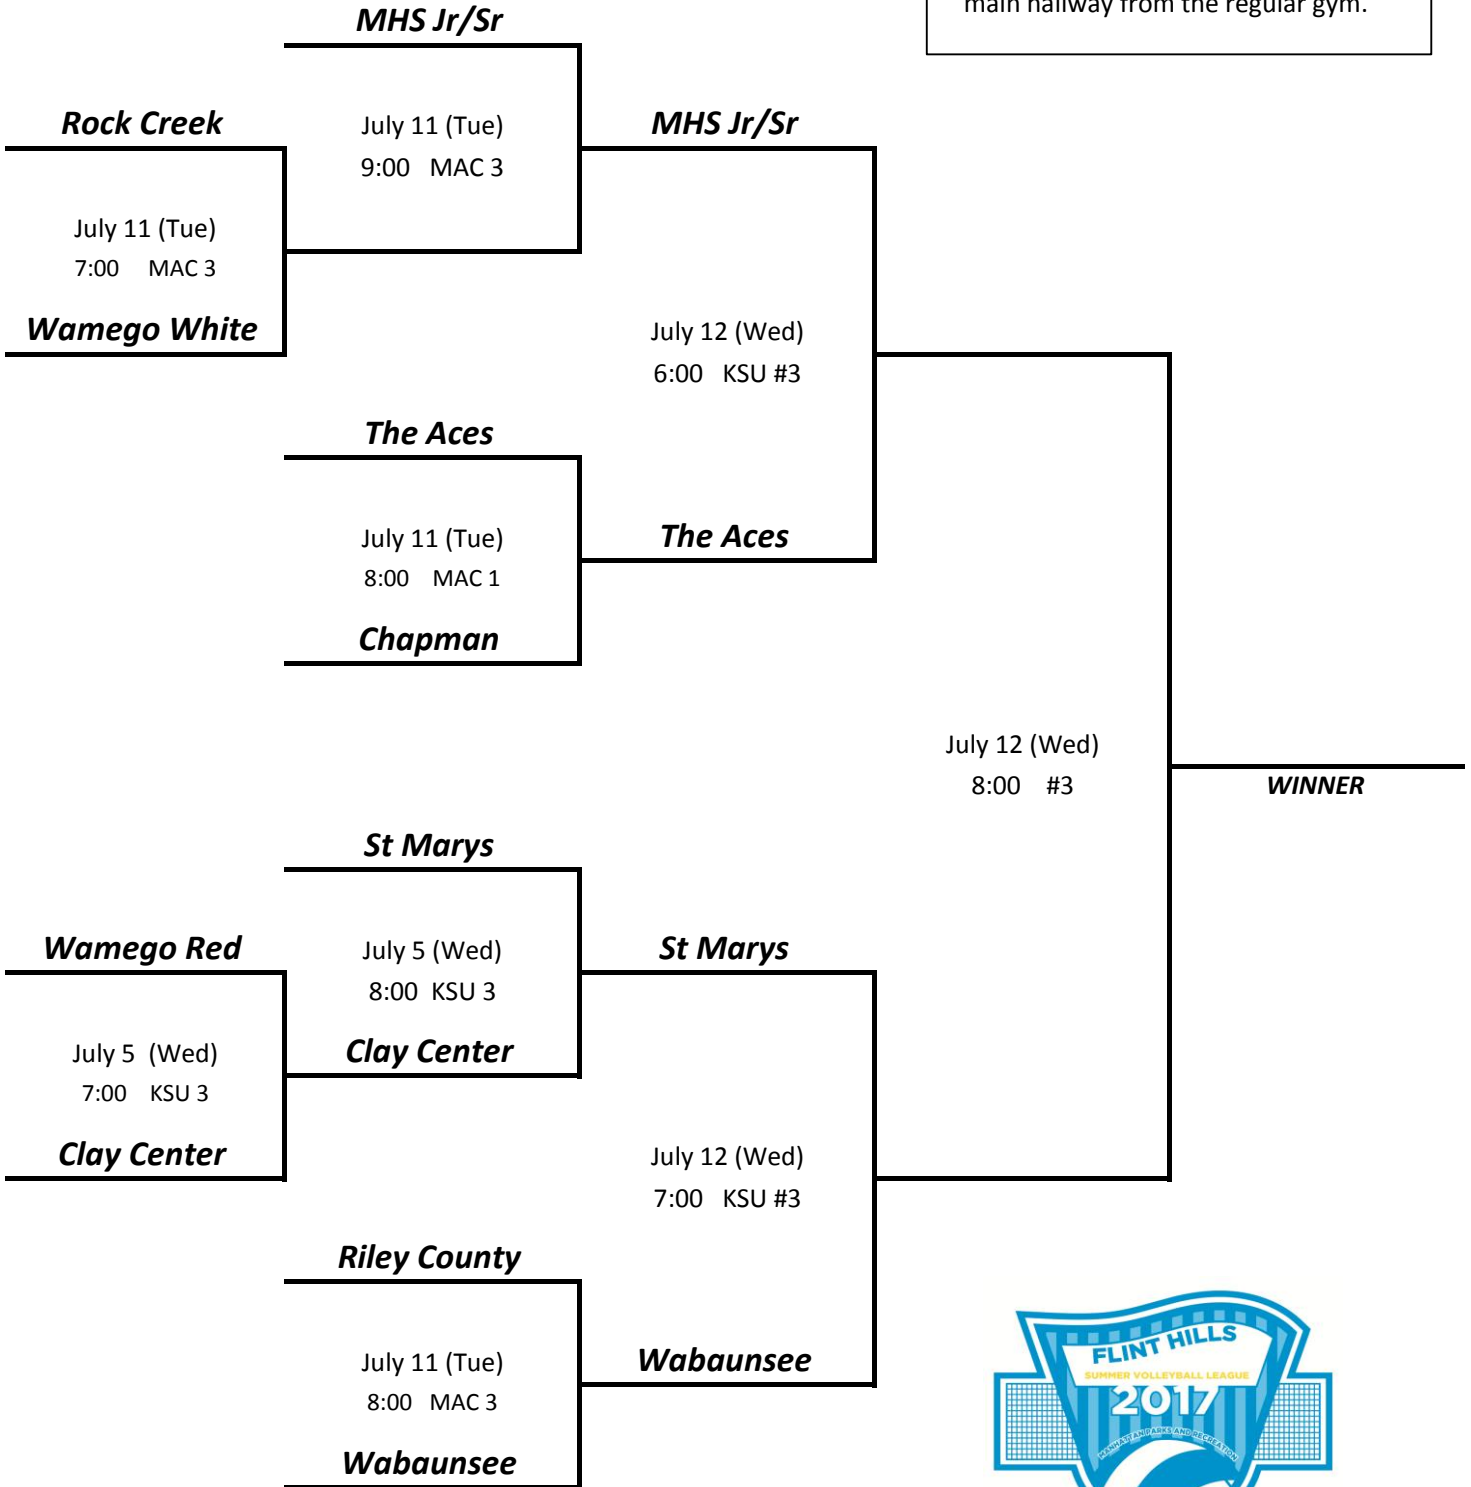 main hallway from the regular gym.
MHS Jr/Sr
Rock Creek
July 11 (Tue)
9:00 MAC 3
MHS Jr/Sr
July 11 (Tue)
7:00 MAC 3
Wamego White
July 12 (Wed)
6:00 KSU #3
The Aces
July 11 (Tue)
8:00 MAC 1
The Aces
Chapman
July 12 (Wed)
8:00 #3
WINNER
St Marys
Wamego Red
July 5 (Wed)
8:00 KSU 3
St Marys
July 5 (Wed)
7:00 KSU 3
Clay Center
Clay Center
July 12 (Wed)
7:00 KSU #3
Riley County
July 11 (Tue)
8:00 MAC 3
Wabaunsee
Wabaunsee
FLINT HILLS
SUMMER VOLLEYBALL LEAGUE
2017
MANHATTAN PARKS AND RECREATION